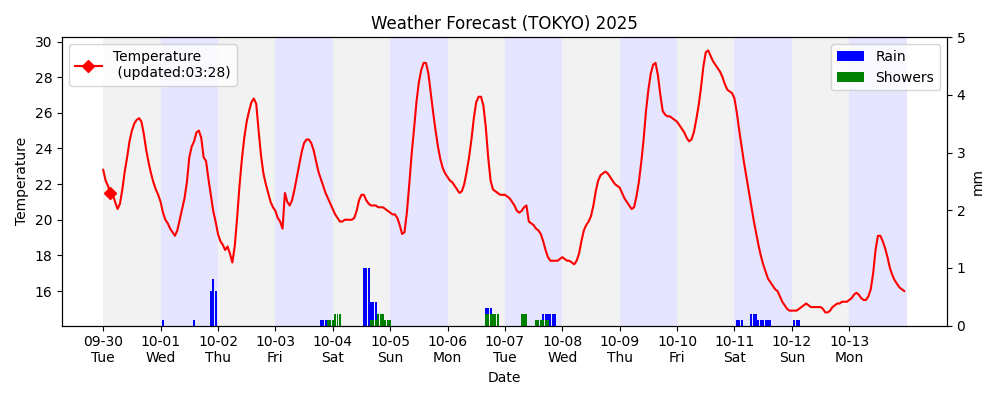 Weather Forecast (TOKYO) 2025
Temperature
(updated:03:28)
Rain
Showers
30
28
26
24
22
20
18
16
Temperature
5
4
3
2
1
0
mm
09-30 10-01 10-02 10-03 10-04 10-05 10-06 10-07 10-08 10-09 10-10 10-11 10-12 10-13
Tue Wed Thu Fri Sat Sun Mon Tue Wed Thu Fri Sat Sun Mon
Date